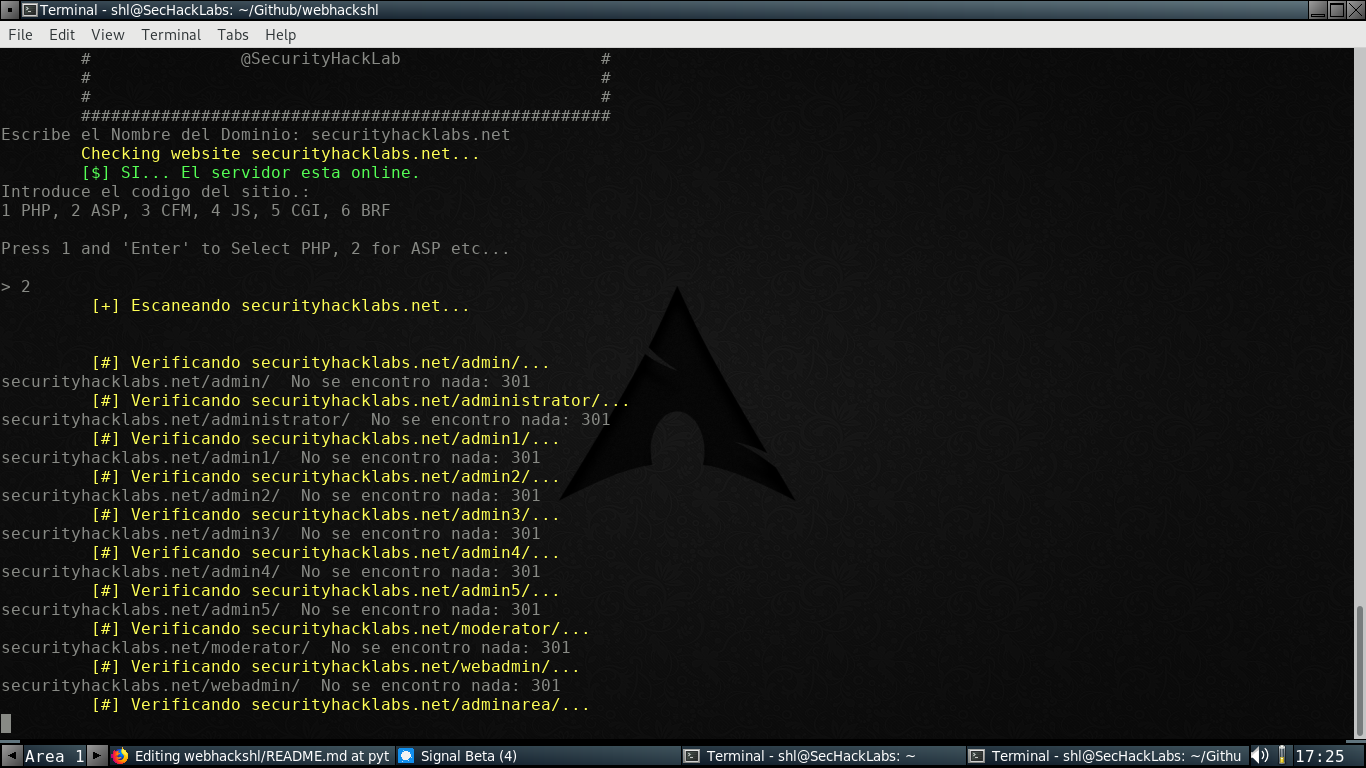 Terminal - shl@SecHackLabs: ~/Github/webhackshl
File Edit View Terminal Tabs Help
# @SecurityHackLab #
# #
# #
#####################################################
Escribe el Nombre del Dominio: securityhacklabs.net
Checking website securityhacklabs.net...
[$] SI... El servidor esta online.
Introduce el codigo del sitio.:
1 PHP, 2 ASP, 3 CFM, 4 JS, 5 CGI, 6 BRF
Press 1 and 'Enter' to Select PHP, 2 for ASP etc...
> 2
[+] Escaneando securityhacklabs.net...
[#] Verificando securityhacklabs.net/admin/...
securityhacklabs.net/admin/ No se encontro nada: 301
[#] Verificando securityhacklabs.net/administrator/...
securityhacklabs.net/administrator/ No se encontro nada: 301
[#] Verificando securityhacklabs.net/admin1/...
securityhacklabs.net/admin1/ No se encontro nada: 301
[#] Verificando securityhacklabs.net/admin2/...
securityhacklabs.net/admin2/ No se encontro nada: 301
[#] Verificando securityhacklabs.net/admin3/...
securityhacklabs.net/admin3/ No se encontro nada: 301
[#] Verificando securityhacklabs.net/admin4/...
securityhacklabs.net/admin4/ No se encontro nada: 301
[#] Verificando securityhacklabs.net/admin5/...
securityhacklabs.net/admin5/ No se encontro nada: 301
[#] Verificando securityhacklabs.net/moderator/...
securityhacklabs.net/moderator/ No se encontro nada: 301
[#] Verificando securityhacklabs.net/webadmin/...
securityhacklabs.net/webadmin/ No se encontro nada: 301
[#] Verificando securityhacklabs.net/adminarea/...
Area 1 Editing webhackshl/README.md at pyt Signal Beta (4) Terminal - shl@SecHackLabs: ~ Terminal - shl@SecHackLabs: ~/Githu 17:25